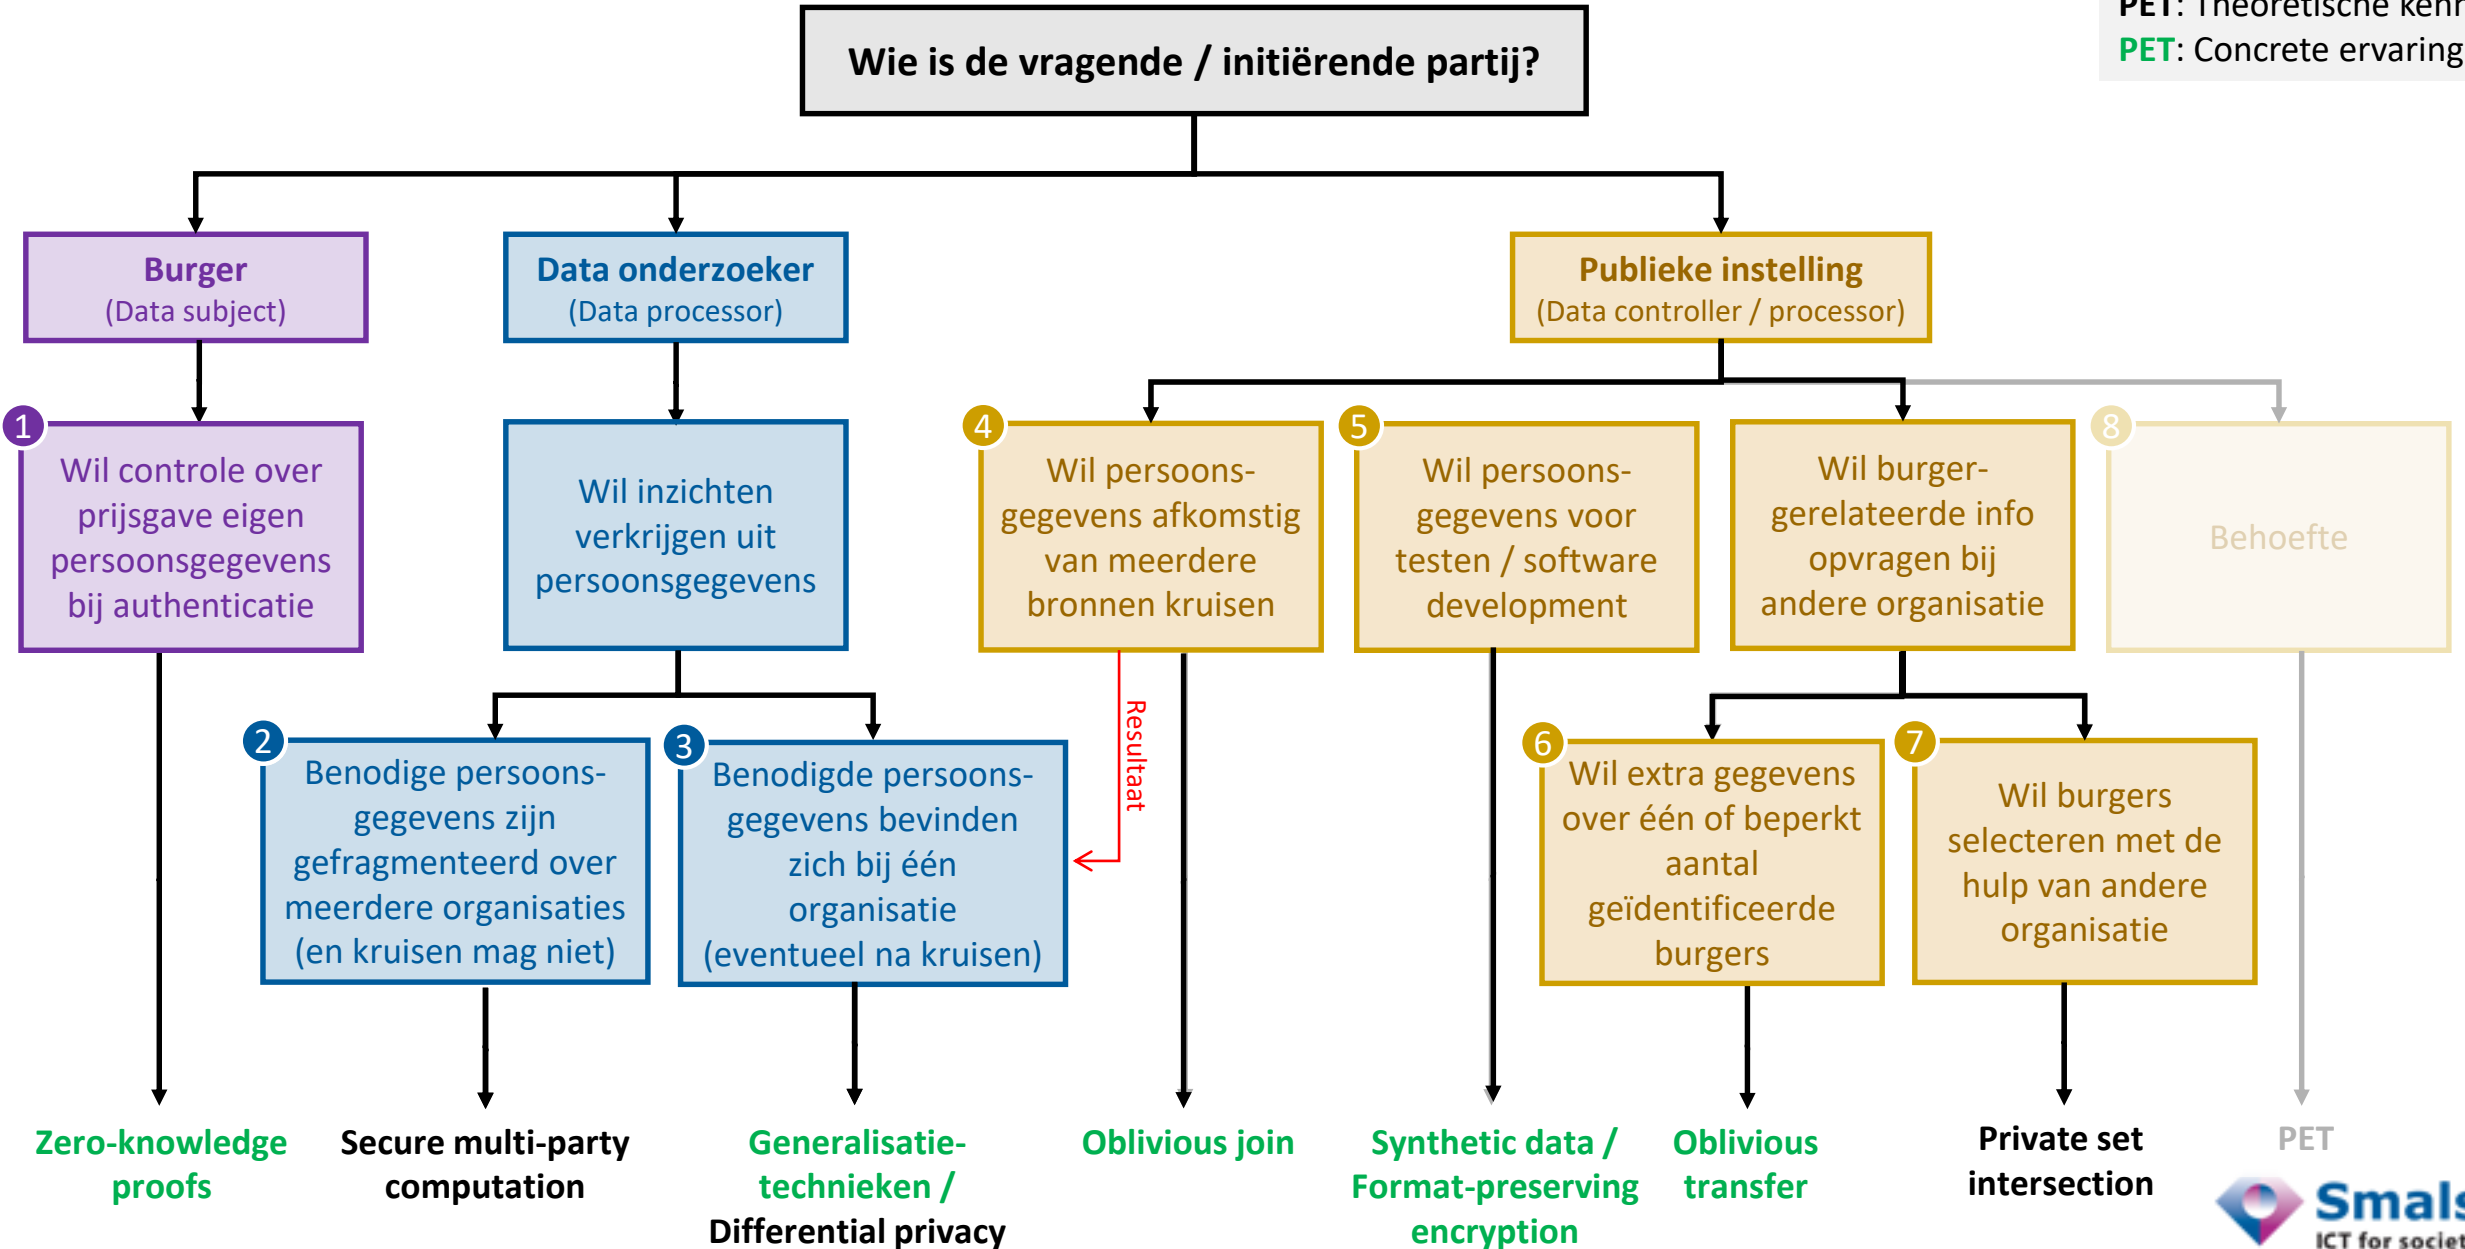 PET: Theoretische
PET: Concrete ervaring
Wie is de vragende / initiërende partij?
Burger
(Data subject)
Data onderzoeker
(Data processor)
Publieke instelling
(Data controller / processor)
1
Wil controle over
prijsgave eigen
persoonsgegevens
bij authenticatie
Wil inzichten
verkrijgen uit
persoonsgegevens
4
Wil persoons-
gegevens afkomstig
van meerdere
bronnen kruisen
5
Wil persoons-
gegevens voor
testen / software
development
Wil burger-
gerelateerde info
opvragen bij
andere organisatie
8
Behoefte
Resultaat
2
Benodige persoons-
gegevens zijn
gefragmenteerd over
meerdere organisaties
(en kruisen mag niet)
3
Benodigde persoons-
gegevens bevinden
zich bij één
organisatie
(eventueel na kruisen)
6
Wil extra gegevens
over één of beperkt
aantal
geïdentificeerde
burgers
7
Wil burgers
selecteren met de
hulp van andere
organisatie
Zero-knowledge
proofs
Secure multi-party
computation
Generalisatie-
technieken /
Differential privacy
Oblivious join
Synthetic data /
Format-preserving
encryption
Oblivious
transfer
Private set
intersection
PET
Smals
ICT for